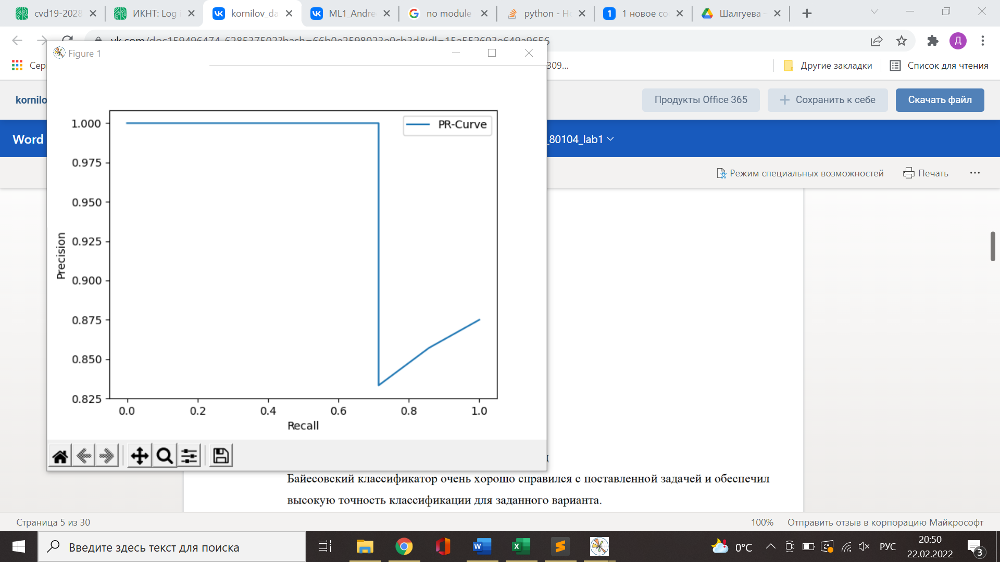 cvd19-2028
ИКНТ: Log i
kornilov_da
ML1_Andre
no module
python - Ho
1 новое со
Шалгуева -
vk.com/doc159496474_628537502?hash=66b0e2598023e0cb3d&dl=15a552603e649a9656
Д
Figure 1
Сер
309...
Другие закладки
Список для чтения
kornilo
Продукты Office 365
Сохранить к себе
Скачать файл
Word
_80104_lab1
Режим специальных возможностей
Печать
PR-Curve
1.000
0.975
0.950
0.925
0.900
0.875
0.850
0.825
Precision
0.0 0.2 0.4 0.6 0.8 1.0
Recall
Байесовский классификатор очень хорошо справился с поставленной задачей и обеспечил
высокую точность классификации для заданного варианта.
Страница 5 из 30
100%
Отправить отзыв в корпорацию Майкрософт
Введите здесь текст для поиска
0°C
РУС
20:50
22.02.2022
3